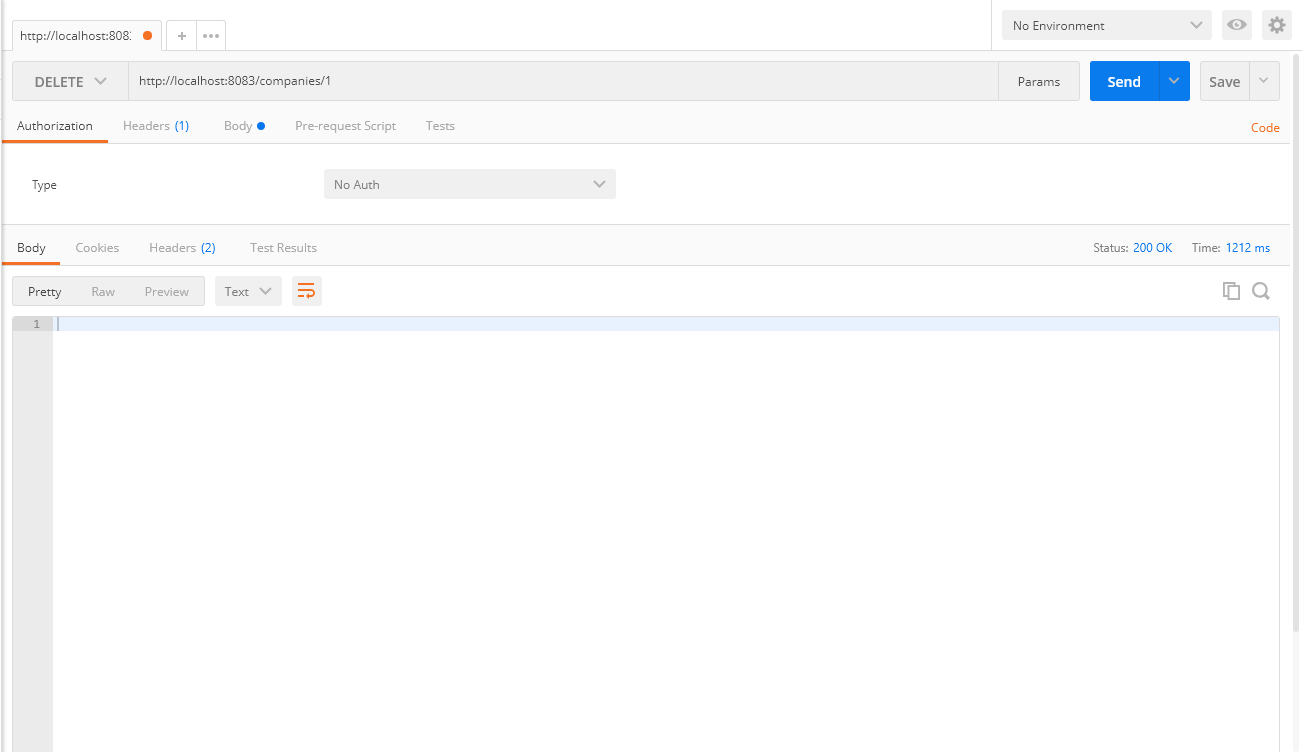 http://localhost:808
No Environment
DELETE http://localhost:8083/companies/1 Params Send Save
Authorization Headers (1) Body Pre-request Script Tests Code
Type No Auth
Body Cookies Headers (2) Test Results Status: 200 OK Time: 1212 ms
Pretty Raw Preview Text
1